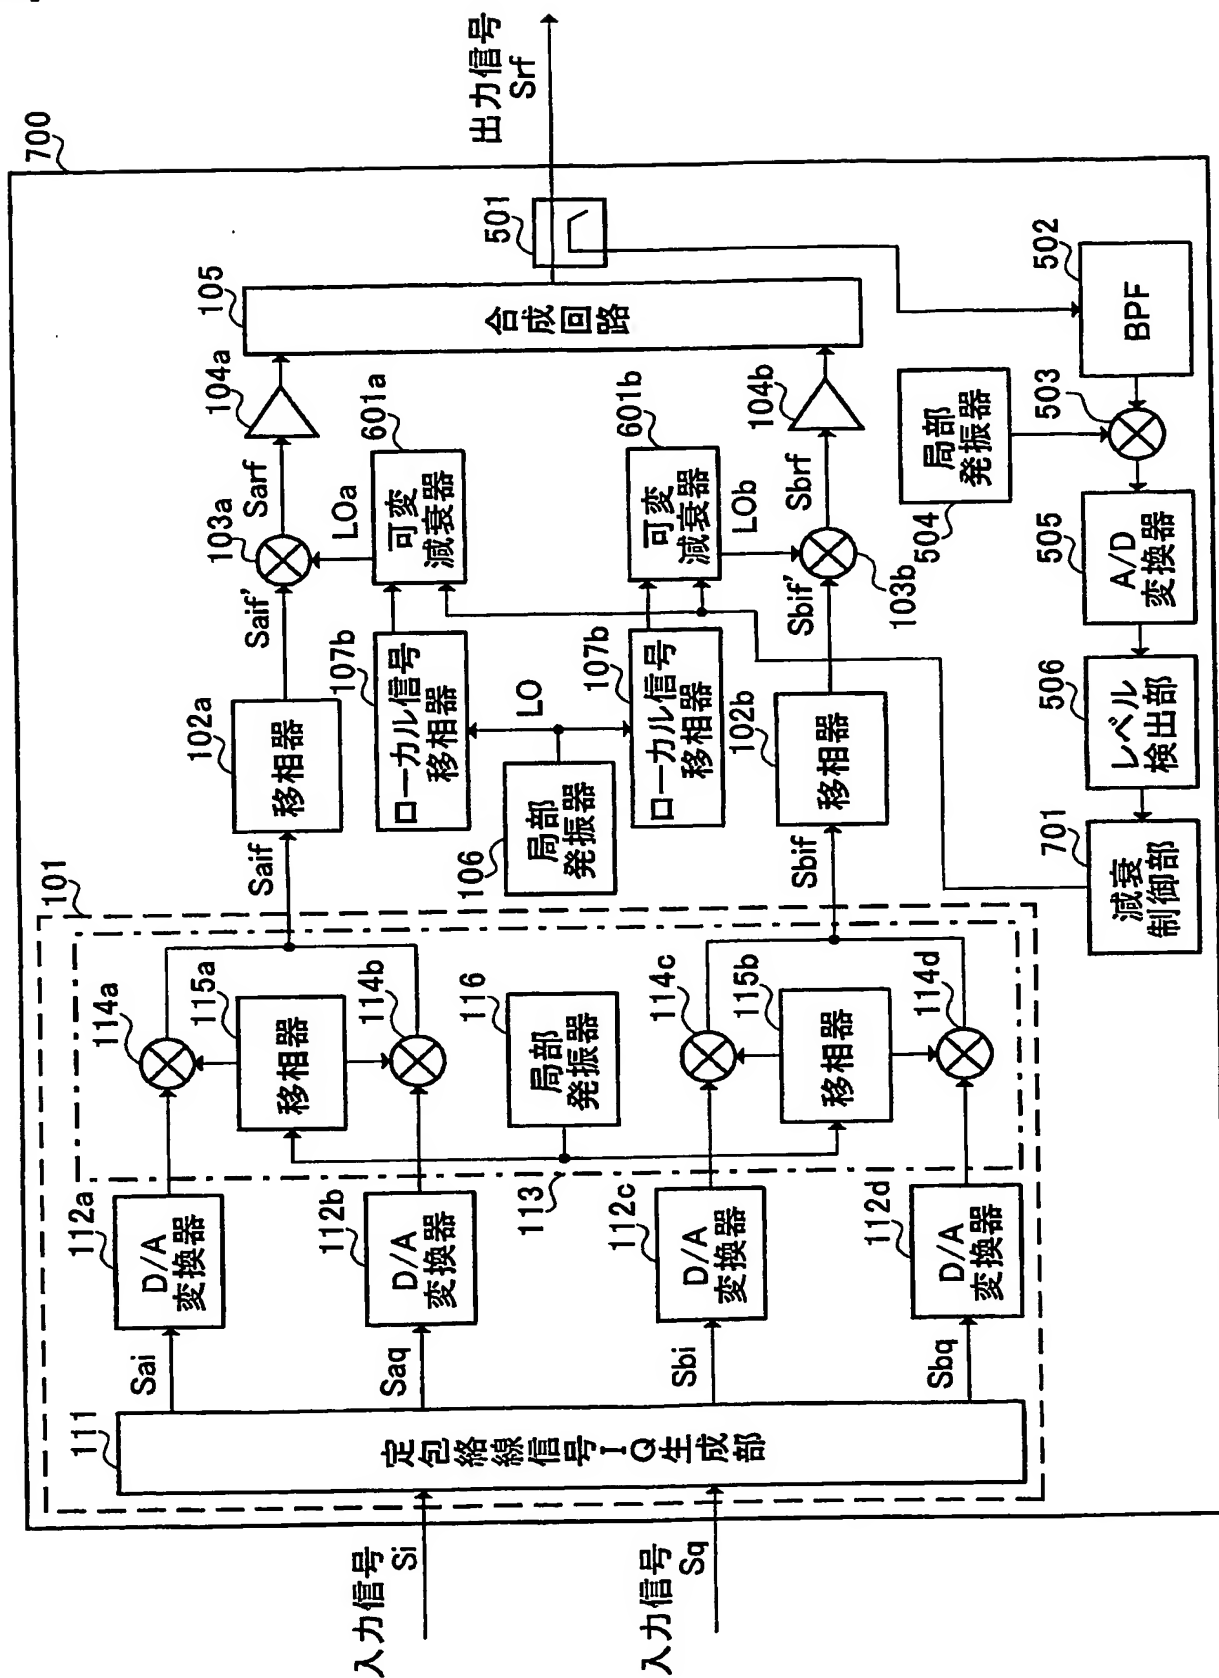 700
入力信号
Si
入力信号
Sq
101
111
定包絡線信号IQ生成部
Sai
Saq
Sbi
Sbq
112a
D/A
変換器
112b
D/A
変換器
112c
D/A
変換器
112d
D/A
変換器
113
114a
115a
移相器
114b
116
局部
発振器
114c
115b
移相器
114d
Saif
Sbif
102a
移相器
107b
ローカル信号
移相器
106
局部
発振器
LO
107b
ローカル信号
移相器
102b
移相器
Saif'
Sbif'
103a
Sarf
LOa
601a
可変
減衰器
601b
可変
減衰器
LOb
103b
Sbrf
104a
104b
105
合成回路
501
出力信号
Srf
502
BPF
503
504
局部
発振器
505
A/D
変換器
506
レベル
検出部
701
減衰
制御部